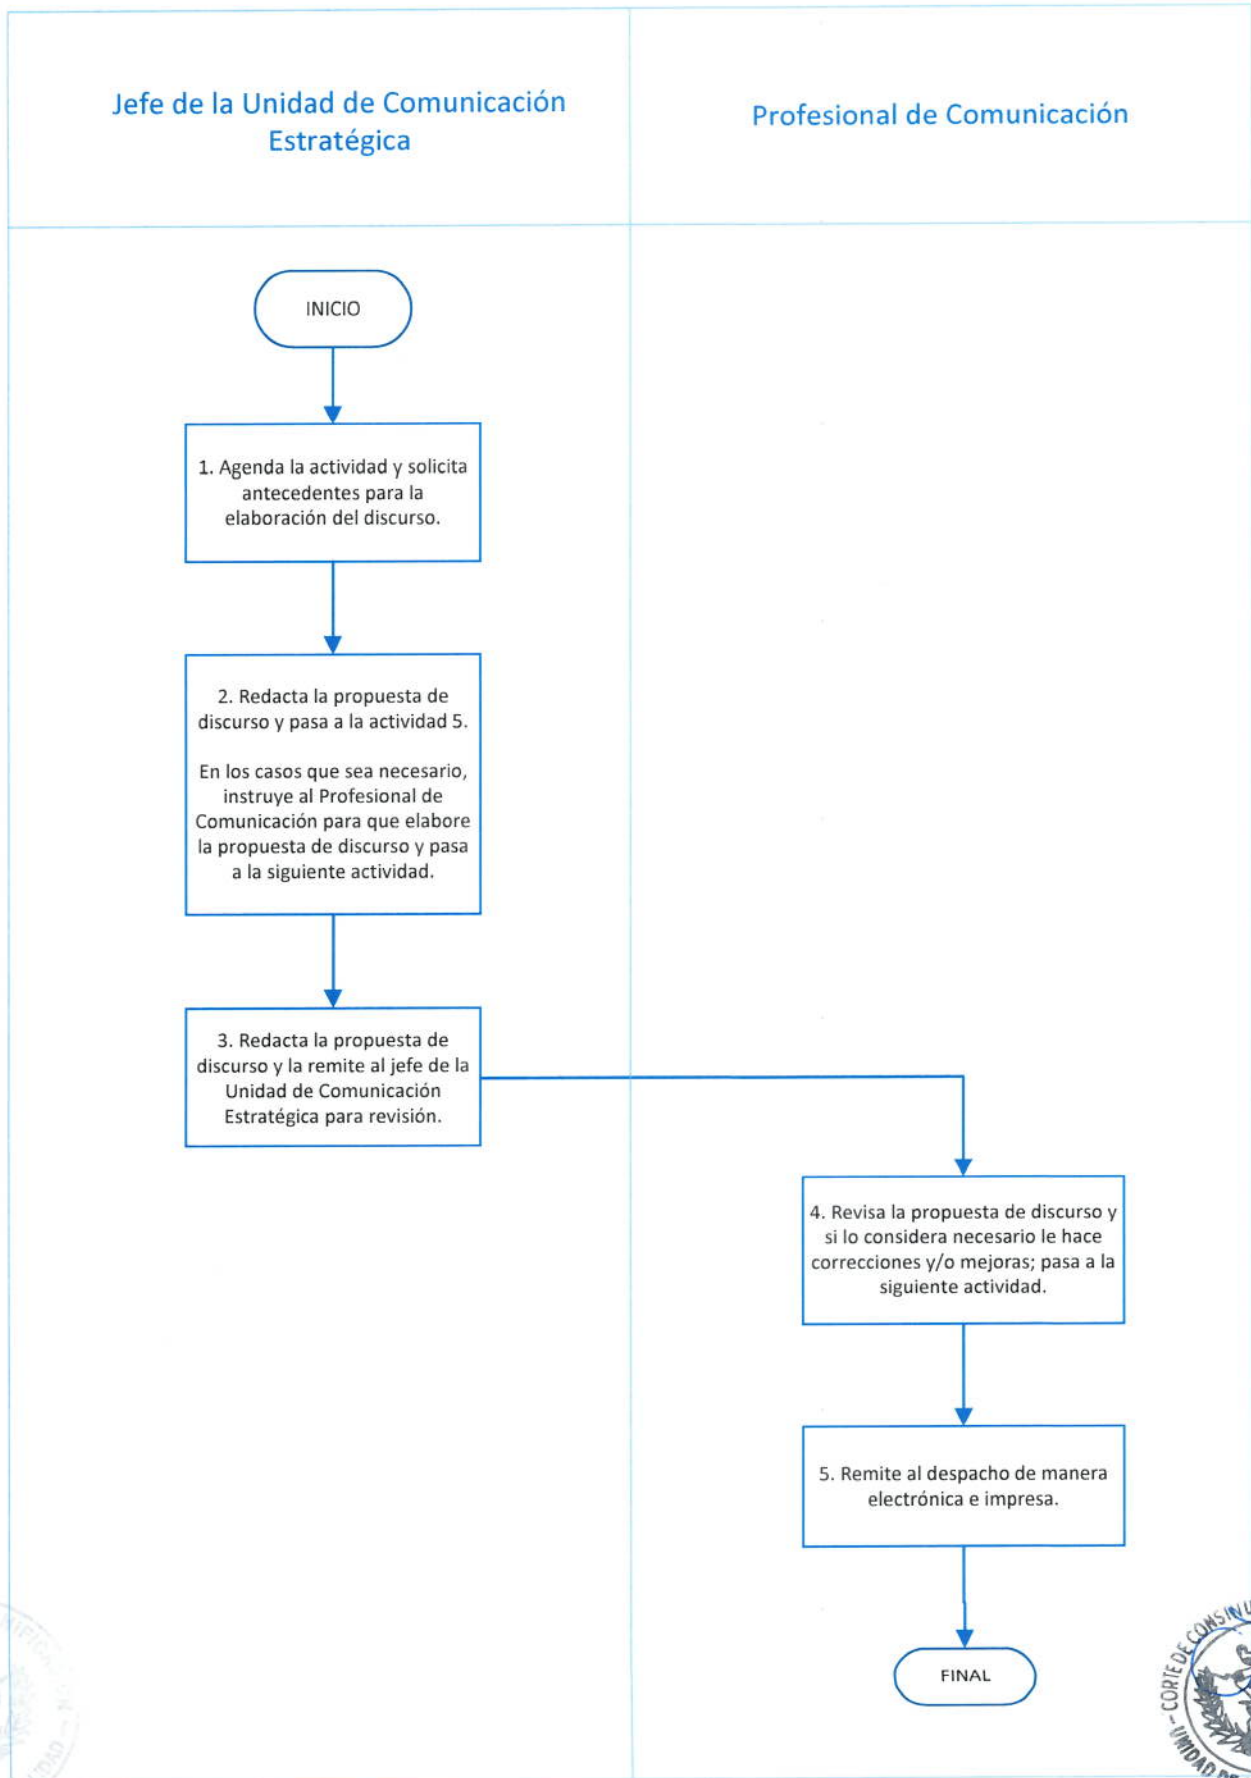 Jefe de la Unidad de Comunicación
Estratégica
Profesional de Comunicación
INICIO
1. Agenda la actividad y solicita
antecedentes para la
elaboración del discurso.
2. Redacta la propuesta de
discurso y pasa a la actividad 5.
En los casos que sea necesario,
instruye al Profesional de
Comunicación para que elabore
la propuesta de discurso y pasa
a la siguiente actividad.
3. Redacta la propuesta de
discurso y la remite al jefe de la
Unidad de Comunicación
Estratégica para revisión.
4. Revisa la propuesta de discurso y
si lo considera necesario le hace
correcciones y/o mejoras; pasa a la
siguiente actividad.
5. Remite al despacho de manera
electrónica e impresa.
FINAL
CORTE DE
UNIDAD DE